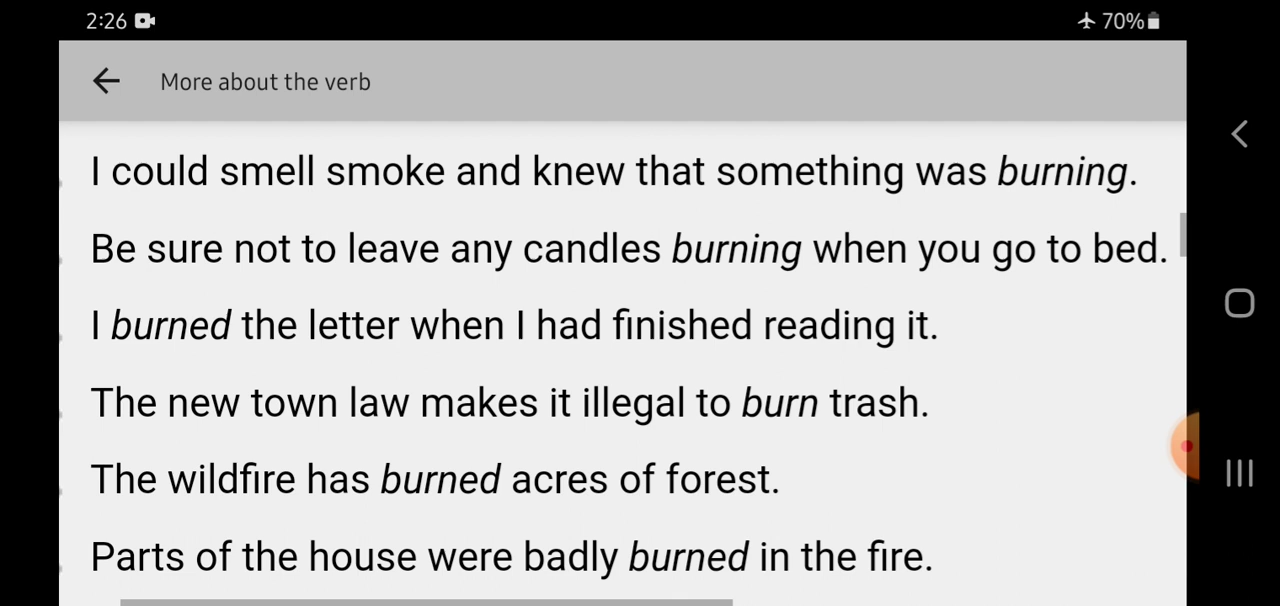 2:26 70%
More about the verb
I could smell smoke and knew that something was burning.
Be sure not to leave any candles burning when you go to bed.
I burned the letter when I had finished reading it.
The new town law makes it illegal to burn trash.
The wildfire has burned acres of forest.
Parts of the house were badly burned in the fire.